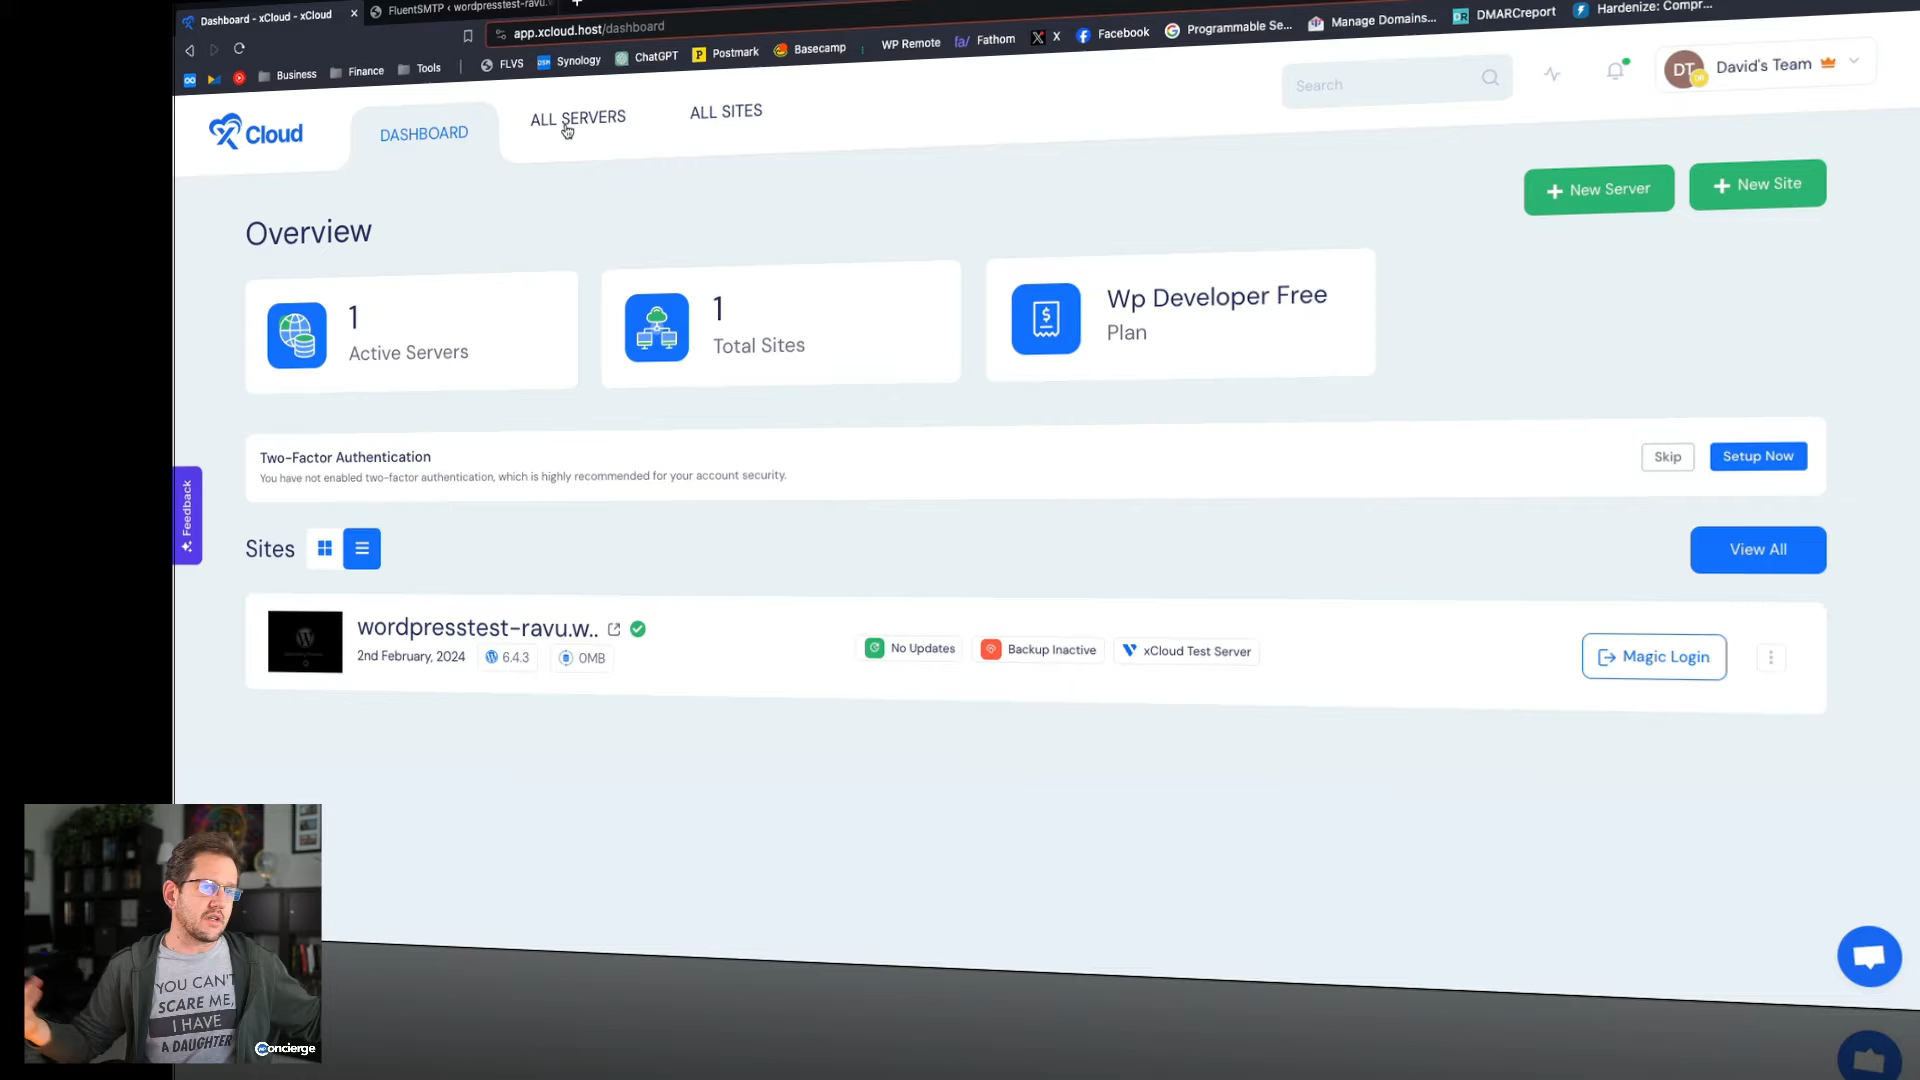 Dashboard - xCloud - xCloud
FluentSMTP ‹ wordpresstest-ravu.w
app.xcloud.host/dashboard
Business
Finance
Tools
FLVS
Synology
ChatGPT
Postmark
Basecamp
WP Remote
fa/ Fathom
X
Facebook
Programmable Se...
Manage Domains...
DR DMARCreport
Hardenize: Compr...
xCloud
DASHBOARD
ALL SERVERS
ALL SITES
Search
DT
David's Team
New Server
New Site
Overview
1
Active Servers
1
Total Sites
Wp Developer Free
Plan
Two-Factor Authentication
You have not enabled two-factor authentication, which is highly recommended for your account security.
Skip
Setup Now
Feedback
Sites
View All
wordpresstest-ravu.w..
2nd February, 2024
6.4.3
0MB
No Updates
Backup Inactive
xCloud Test Server
Magic Login
YOU CAN'T
SCARE ME,
I HAVE
A DAUGHTER
concierge